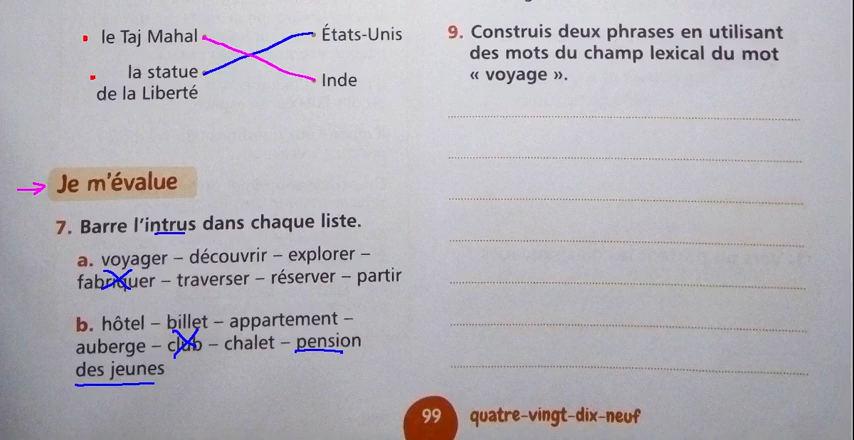 le Taj Mahal
États-Unis
la statue
de la Liberté
Inde
Je m'évalue
7. Barre l'intrus dans chaque liste.
a. voyager – découvrir – explorer –
fabriquer – traverser – réserver – partir
b. hôtel – billet – appartement –
auberge – club – chalet – pension
des jeunes
9. Construis deux phrases en utilisant
des mots du champ lexical du mot
« voyage ».
99 quatre-vingt-dix-neuf